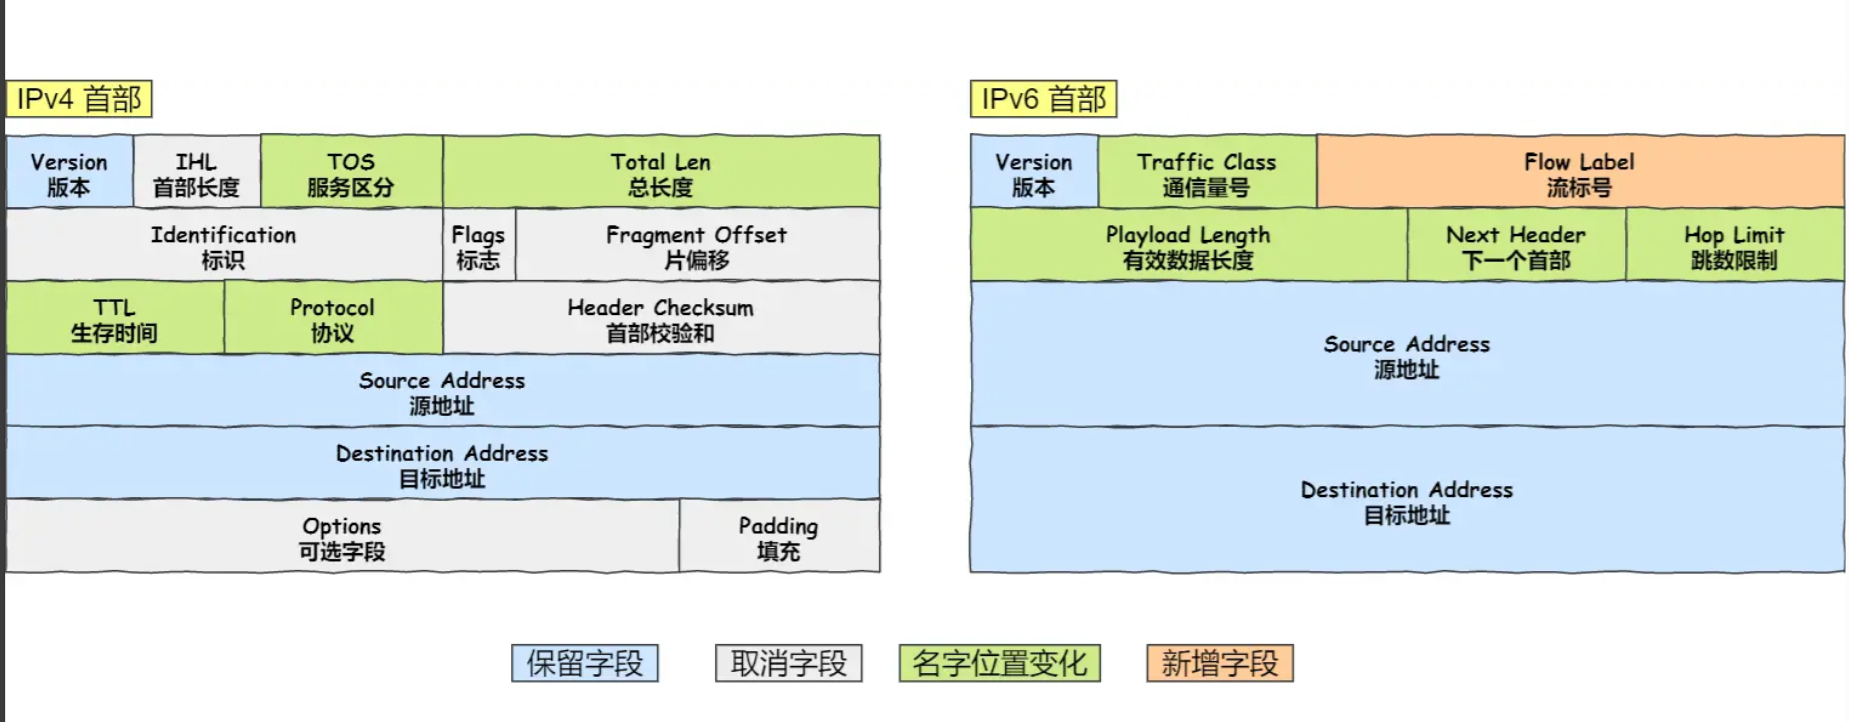 IPv4 首部
Version
版本
IHL
首部长度
TOS
服务区分
Total Len
总长度
Identification
标识
Flags
标志
Fragment Offset
片偏移
TTL
生存时间
Protocol
协议
Header Checksum
首部校验和
Source Address
源地址
Destination Address
目标地址
Options
可选字段
Padding
填充
IPv6 首部
Version
版本
Traffic Class
通信量号
Flow Label
流标号
Playload Length
有效数据长度
Next Header
下一个首部
Hop Limit
跳数限制
Source Address
源地址
Destination Address
目标地址
保留字段
取消字段
名字位置变化
新增字段